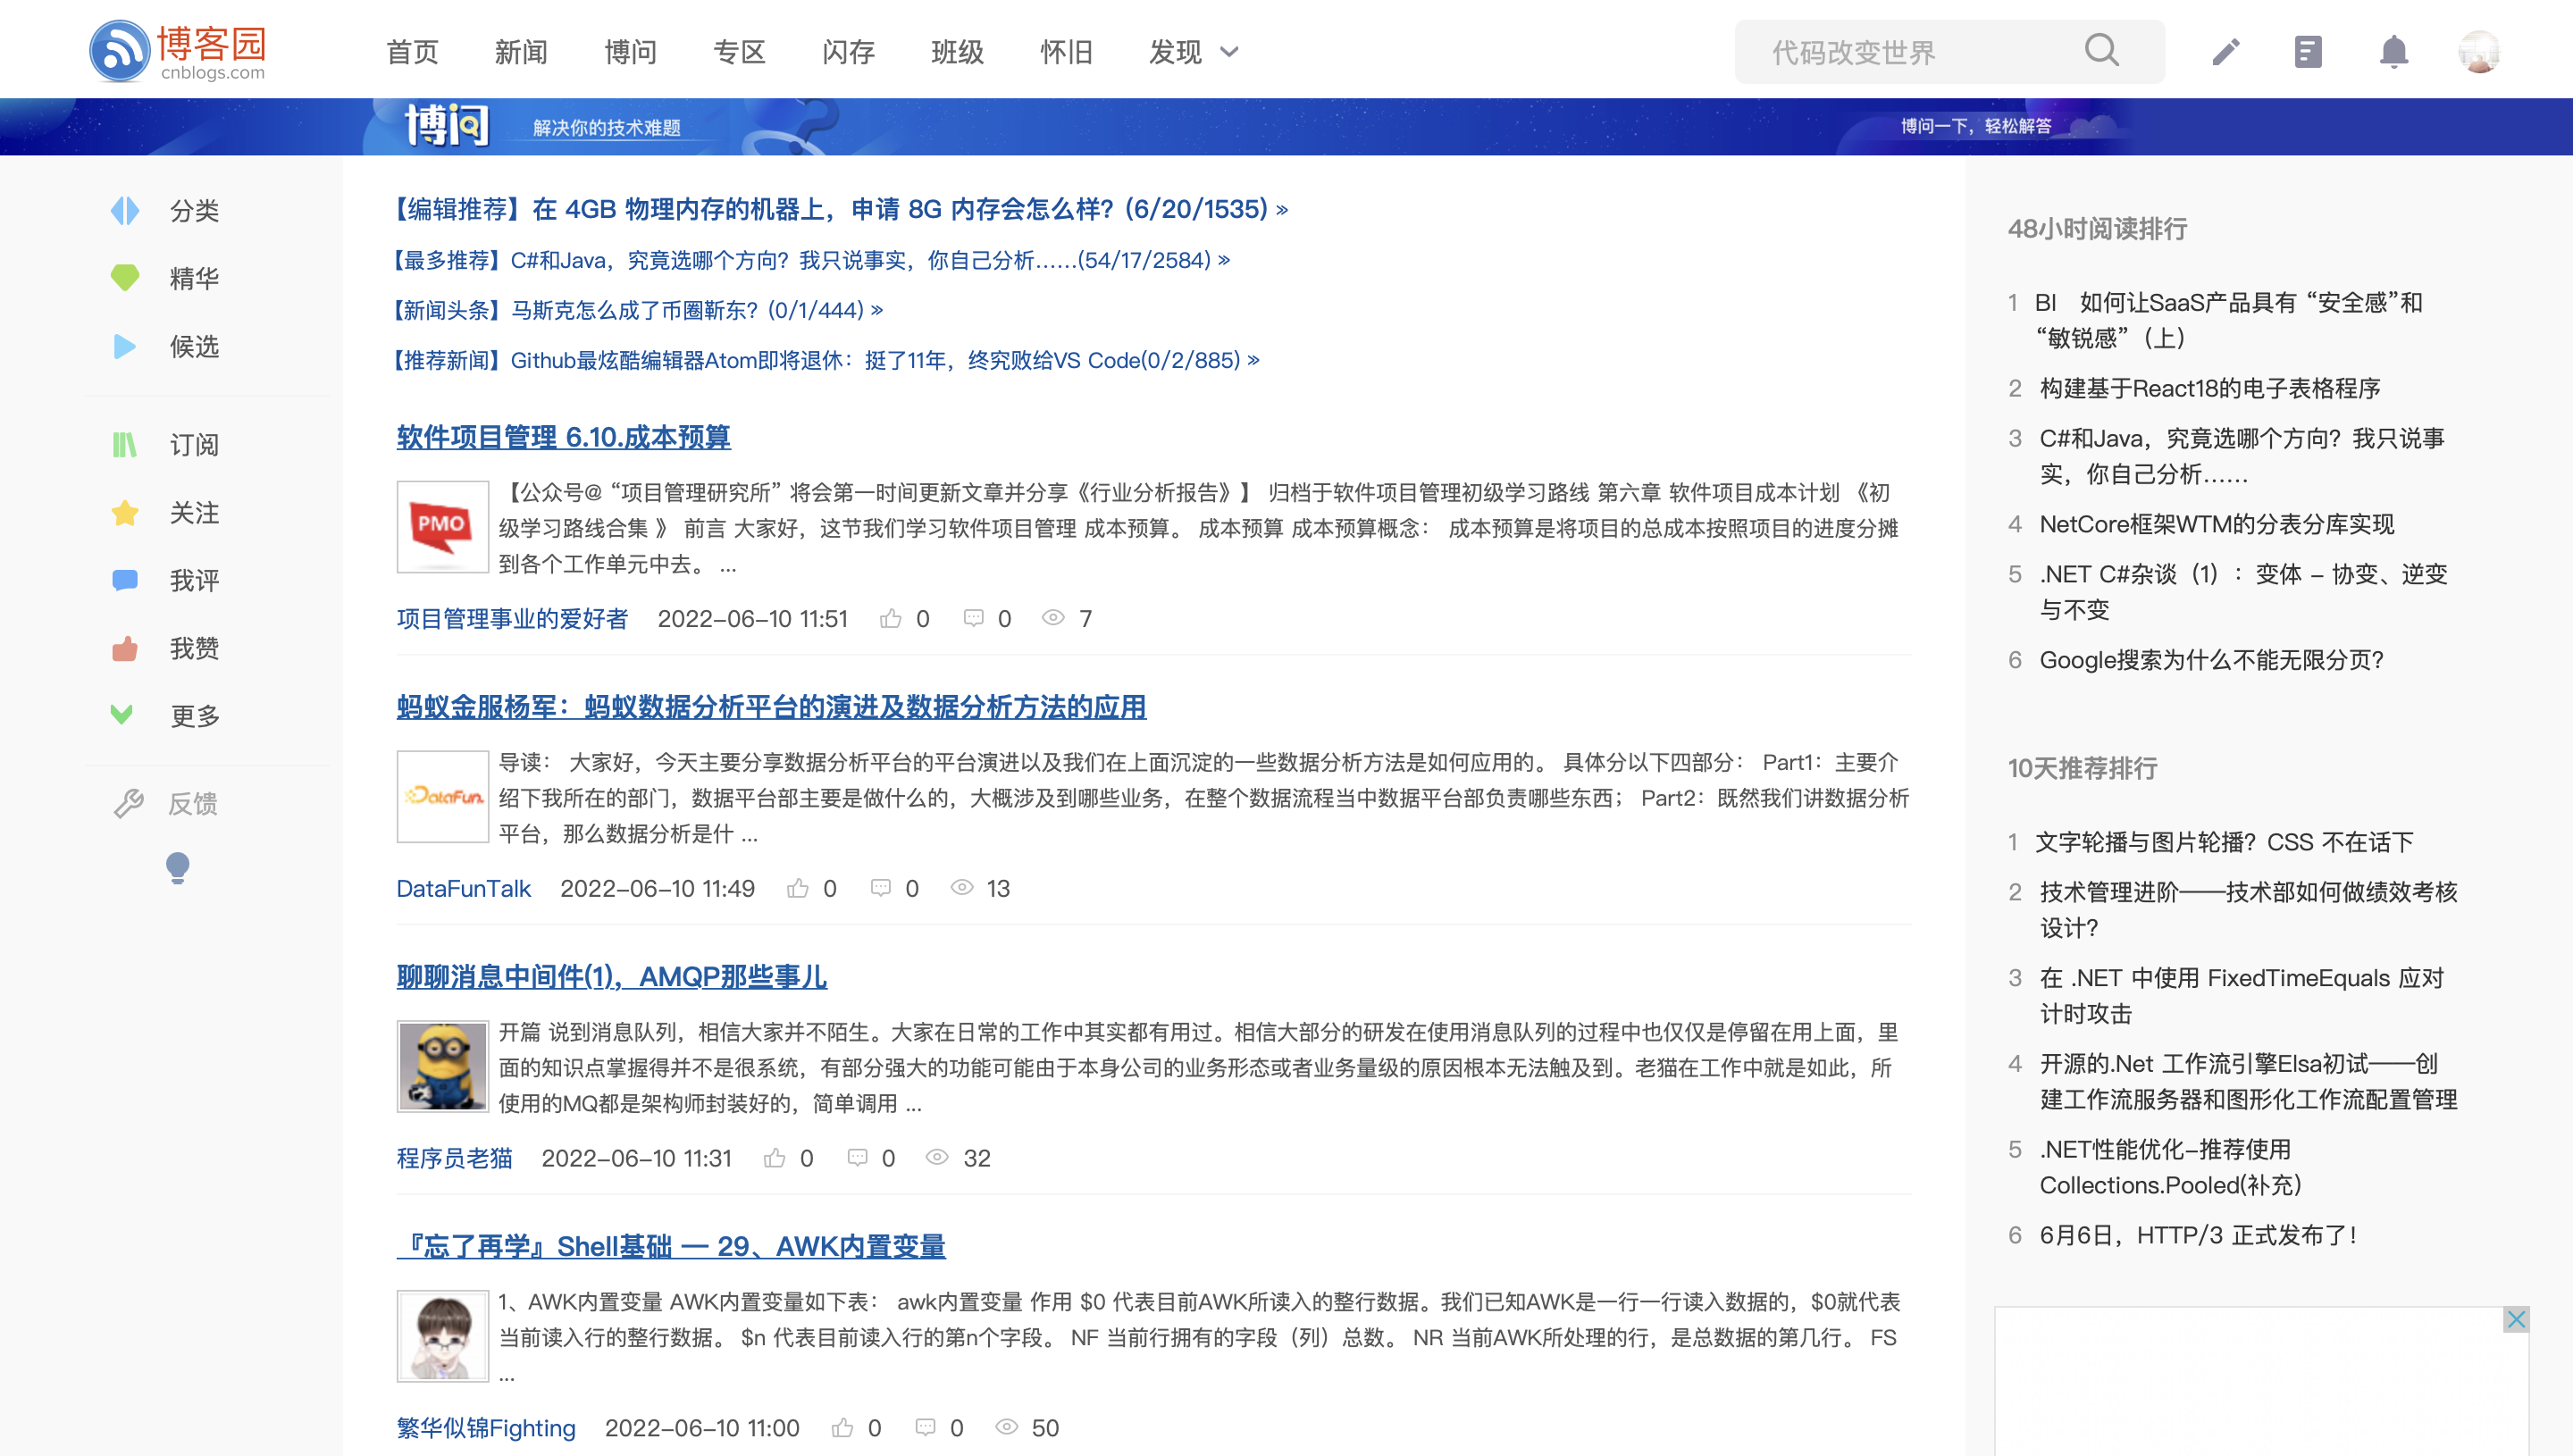 博客园
cnblogs.com
首页 新闻 博问 专区 闪存 班级 怀旧 发现
代码改变世界
博问 解决你的技术难题
博问一下，轻松解答
分类
精华
候选
订阅
关注
我评
我赞
更多
反馈
【编辑推荐】在 4GB 物理内存的机器上，申请 8G 内存会怎么样？(6/20/1535) »
【最多推荐】C#和Java，究竟选哪个方向？我只说事实，你自己分析……(54/17/2584) »
【新闻头条】马斯克怎么成了币圈靳东？(0/1/444) »
【推荐新闻】Github最炫酷编辑器Atom即将退休：挺了11年，终究败给VS Code(0/2/885) »
软件项目管理 6.10.成本预算
PMO
【公众号@ “项目管理研究所” 将会第一时间更新文章并分享《行业分析报告》】 归档于软件项目管理初级学习路线 第六章 软件项目成本计划 《初
级学习路线合集 》 前言 大家好，这节我们学习软件项目管理 成本预算。 成本预算 成本预算概念： 成本预算是将项目的总成本按照项目的进度分摊
到各个工作单元中去。 ...
项目管理事业的爱好者 2022-06-10 11:51 0 0 7
蚂蚁金服杨军：蚂蚁数据分析平台的演进及数据分析方法的应用
DataFun.
导读： 大家好，今天主要分享数据分析平台的平台演进以及我们在上面沉淀的一些数据分析方法是如何应用的。 具体分以下四部分： Part1：主要介
绍下我所在的部门，数据平台部主要是做什么的，大概涉及到哪些业务，在整个数据流程当中数据平台部负责哪些东西； Part2：既然我们讲数据分析
平台，那么数据分析是什 ...
DataFunTalk 2022-06-10 11:49 0 0 13
聊聊消息中间件(1)，AMQP那些事儿
开篇 说到消息队列，相信大家并不陌生。大家在日常的工作中其实都有用过。相信大部分的研发在使用消息队列的过程中也仅仅是停留在用上面，里
面的知识点掌握得并不是很系统，有部分强大的功能可能由于本身公司的业务形态或者业务量级的原因根本无法触及到。老猫在工作中就是如此，所
使用的MQ都是架构师封装好的，简单调用 ...
程序员老猫 2022-06-10 11:31 0 0 32
『忘了再学』Shell基础 — 29、AWK内置变量
1、AWK内置变量 AWK内置变量如下表： awk内置变量 作用 $0 代表目前AWK所读入的整行数据。我们已知AWK是一行一行读入数据的，$0就代表
当前读入行的整行数据。 $n 代表目前读入行的第n个字段。 NF 当前行拥有的字段（列）总数。 NR 当前AWK所处理的行，是总数据的第几行。 FS
...
繁华似锦Fighting 2022-06-10 11:00 0 0 50
48小时阅读排行
1 BI 如何让SaaS产品具有 “安全感”和
“敏锐感”（上）
2 构建基于React18的电子表格程序
3 C#和Java，究竟选哪个方向？我只说事
实，你自己分析……
4 NetCore框架WTM的分表分库实现
5 .NET C#杂谈（1）：变体 – 协变、逆变
与不变
6 Google搜索为什么不能无限分页？
10天推荐排行
1 文字轮播与图片轮播？CSS 不在话下
2 技术管理进阶——技术部如何做绩效考核
设计？
3 在 .NET 中使用 FixedTimeEquals 应对
计时攻击
4 开源的.Net 工作流引擎Elsa初试——创
建工作流服务器和图形化工作流配置管理
5 .NET性能优化–推荐使用
Collections.Pooled(补充)
6 6月6日，HTTP/3 正式发布了！